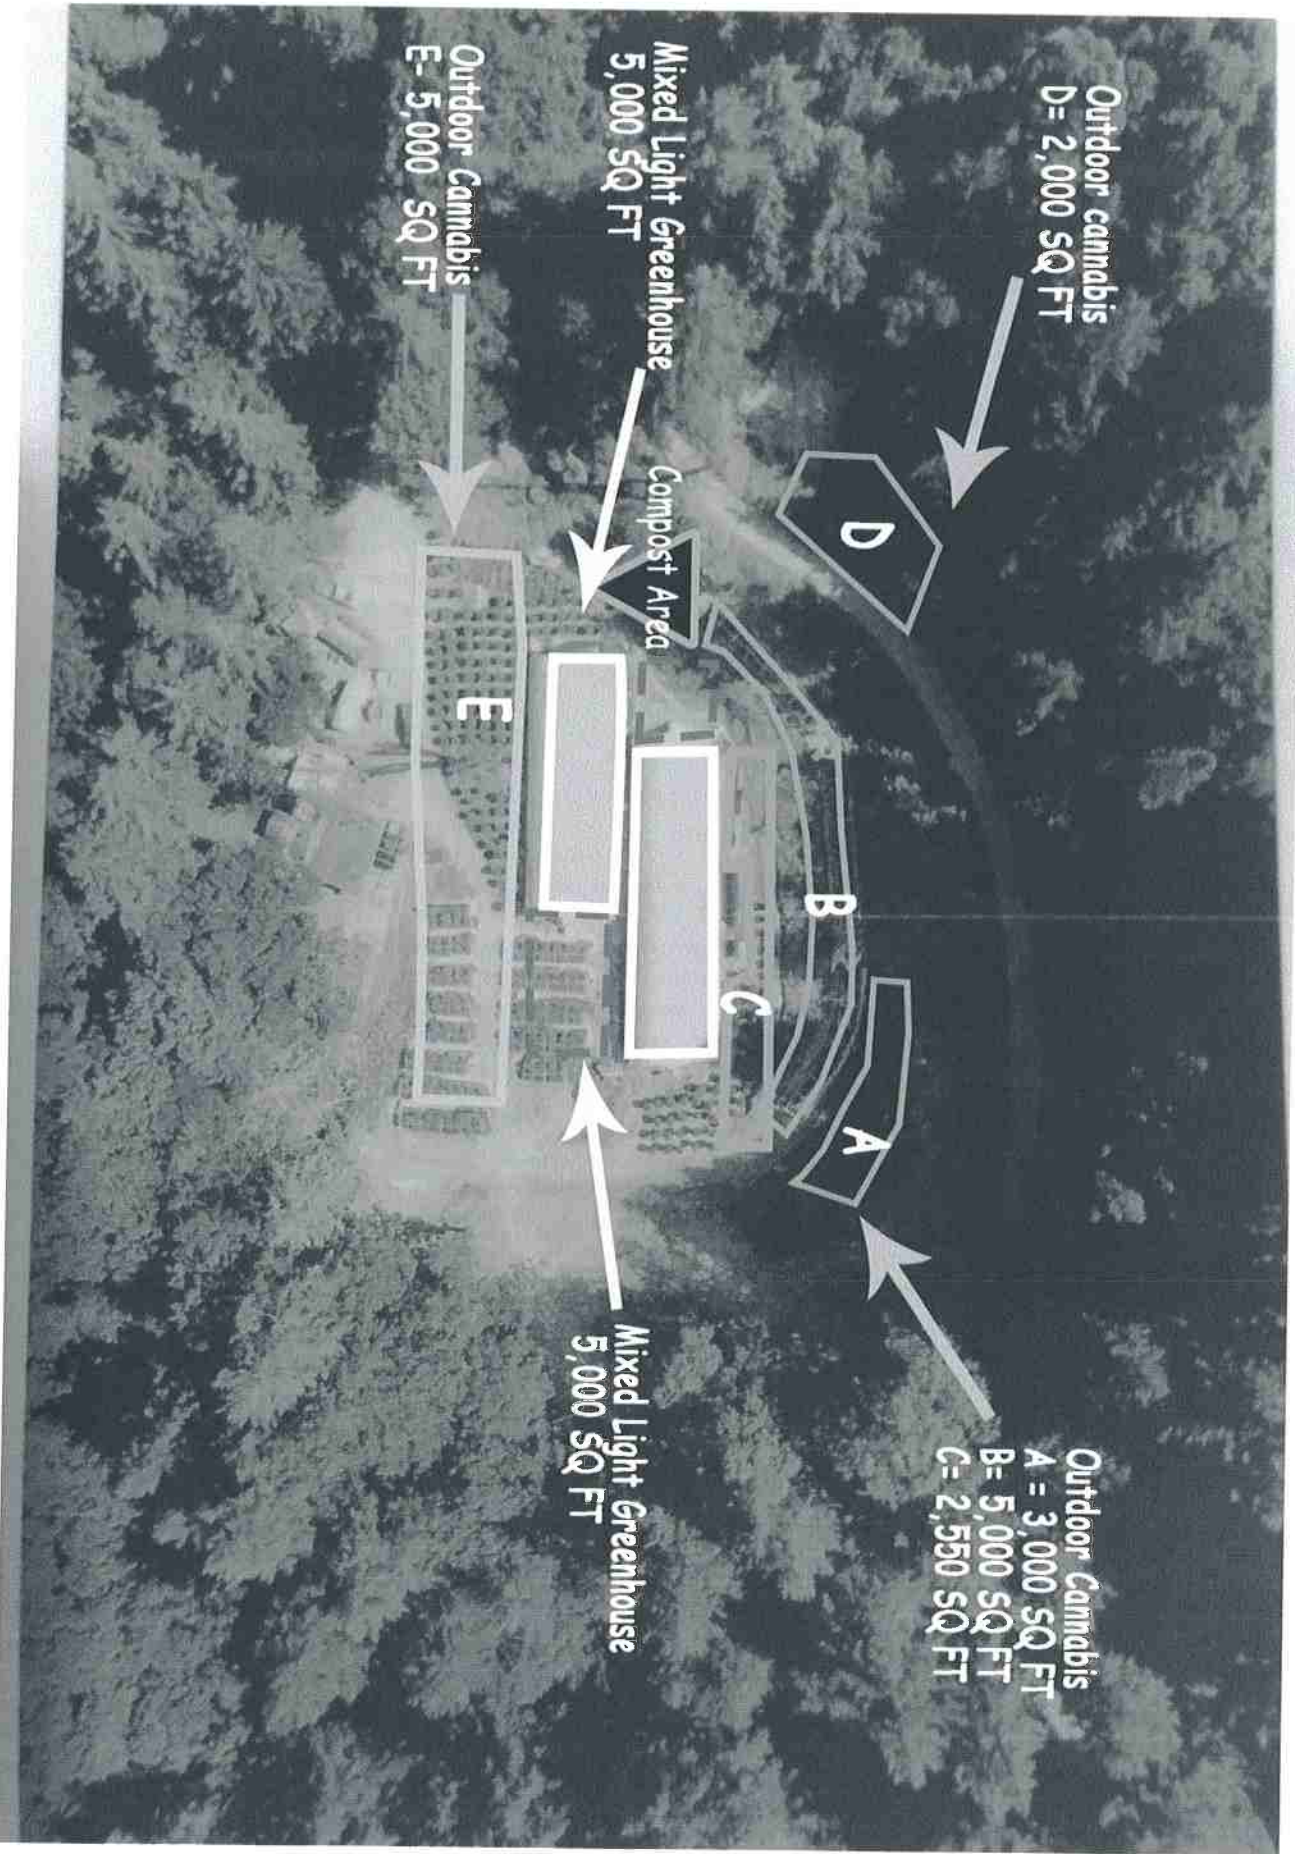 Outdoor cannabis
D= 2,000 SQ FT
Outdoor Cannabis
A = 3,000 SQ FT
B= 5,000 SQ FT
C= 2,550 SQ FT
D
A
B
C
Compost Area
Mixed Light Greenhouse
5,000 SQ FT
Mixed Light Greenhouse
5,000 SQ FT
E
Outdoor Cannabis
E- 5,000 SQ FT